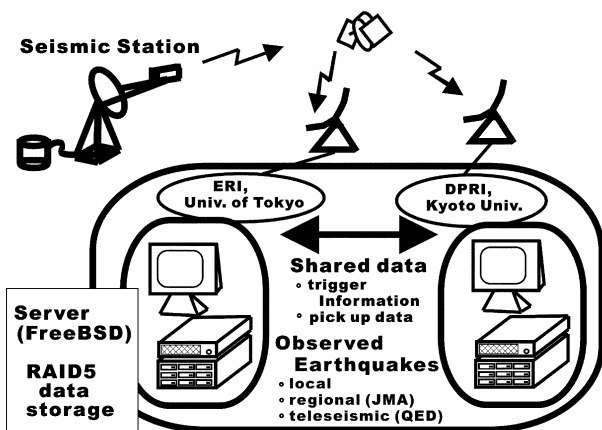 Seismic Station
ERI,
Univ. of Tokyo
DPRI,
Kyoto Univ.
Shared data
trigger
Information
pick up data
Observed
Earthquakes
local
regional (JMA)
teleseismic (QED)
Server
(FreeBSD)
RAID5
data
storage